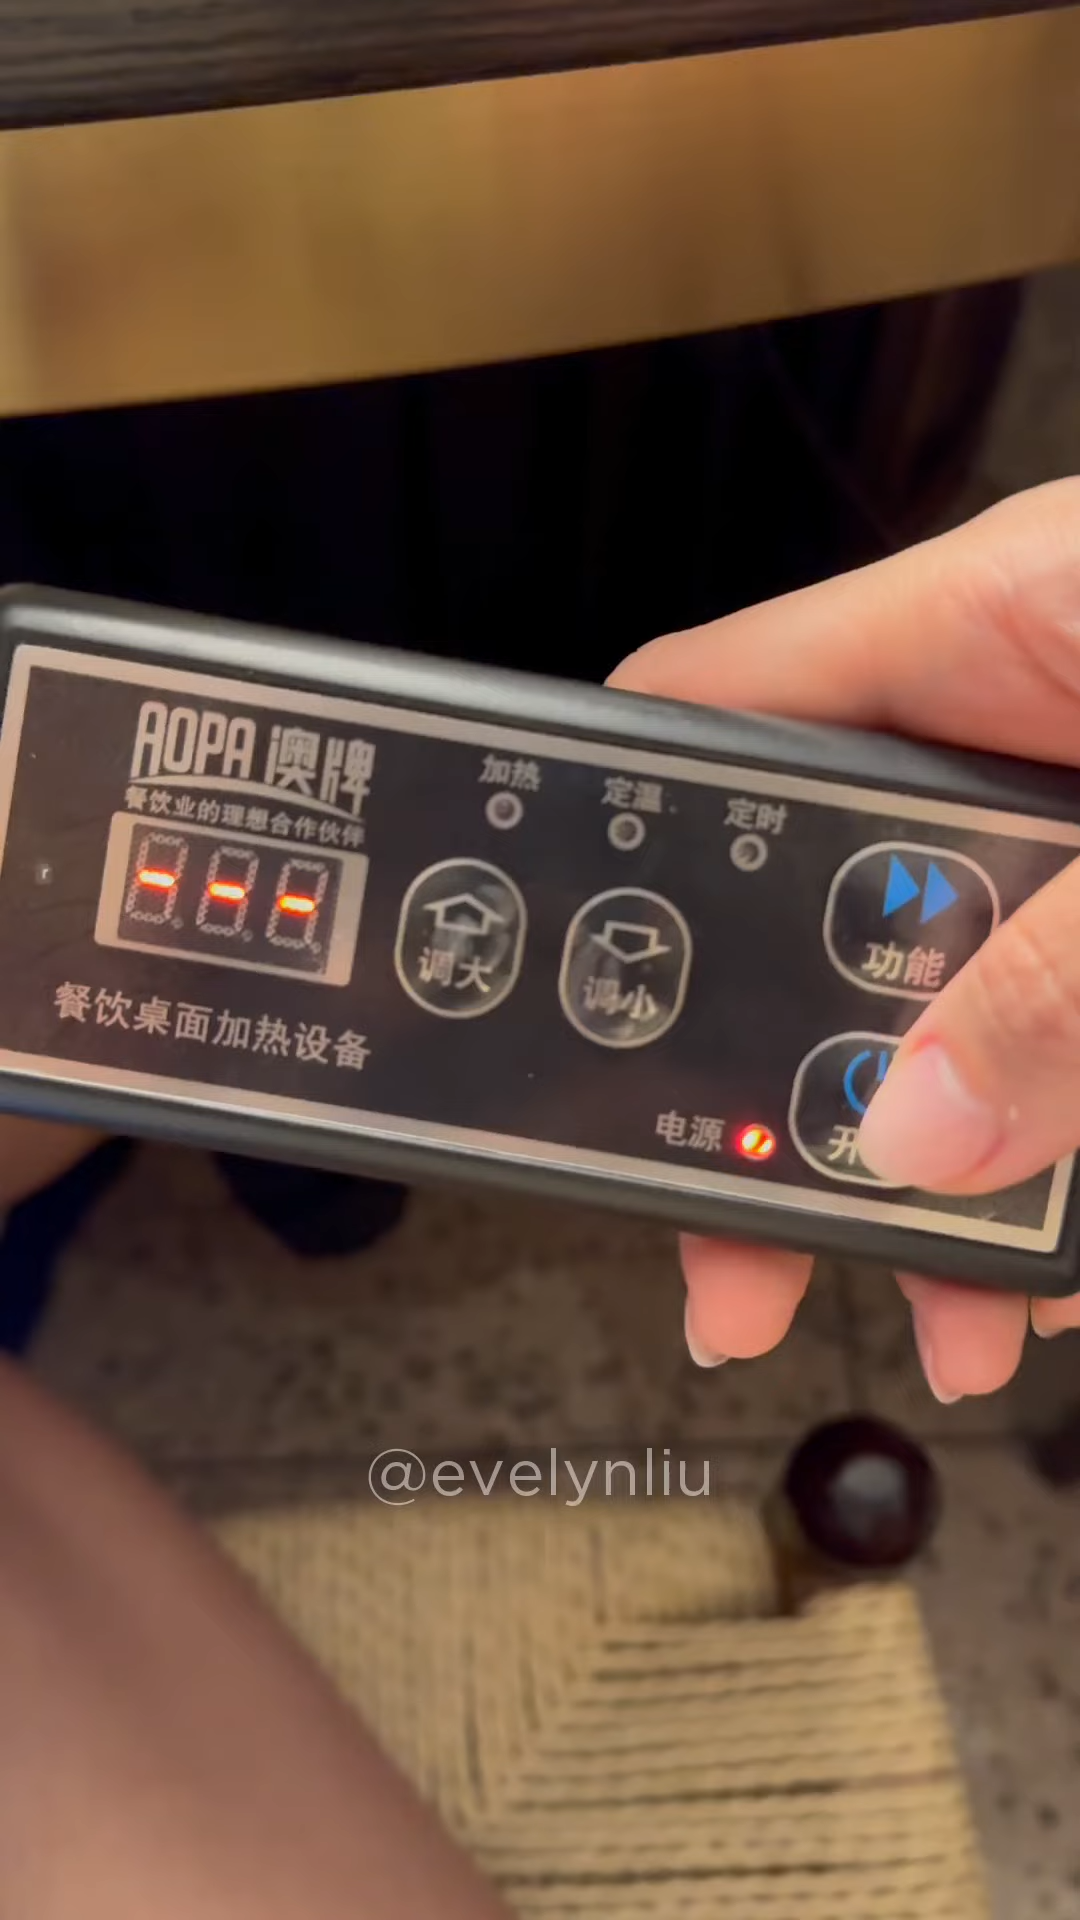 AOPA 澳牌
餐饮业的理想合作伙伴
---
餐饮桌面加热设备
加热
定温
定时
调大
调小
功能
电源
开
@evelynliu